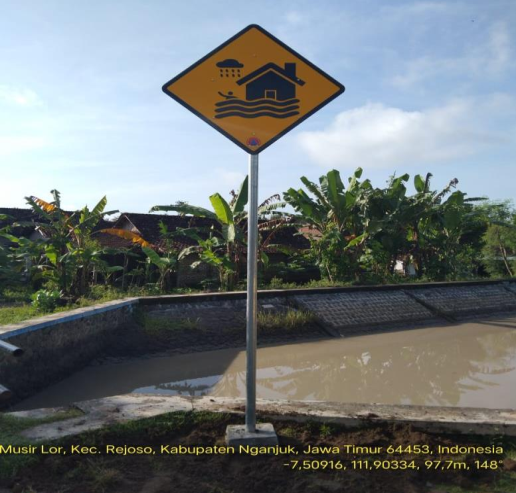 Musir Lor, Kec. Rejoso, Kabupaten Nganjuk, Jawa Timur 64453, Indonesia
-7,50916, 111,90334, 97,7m, 148°